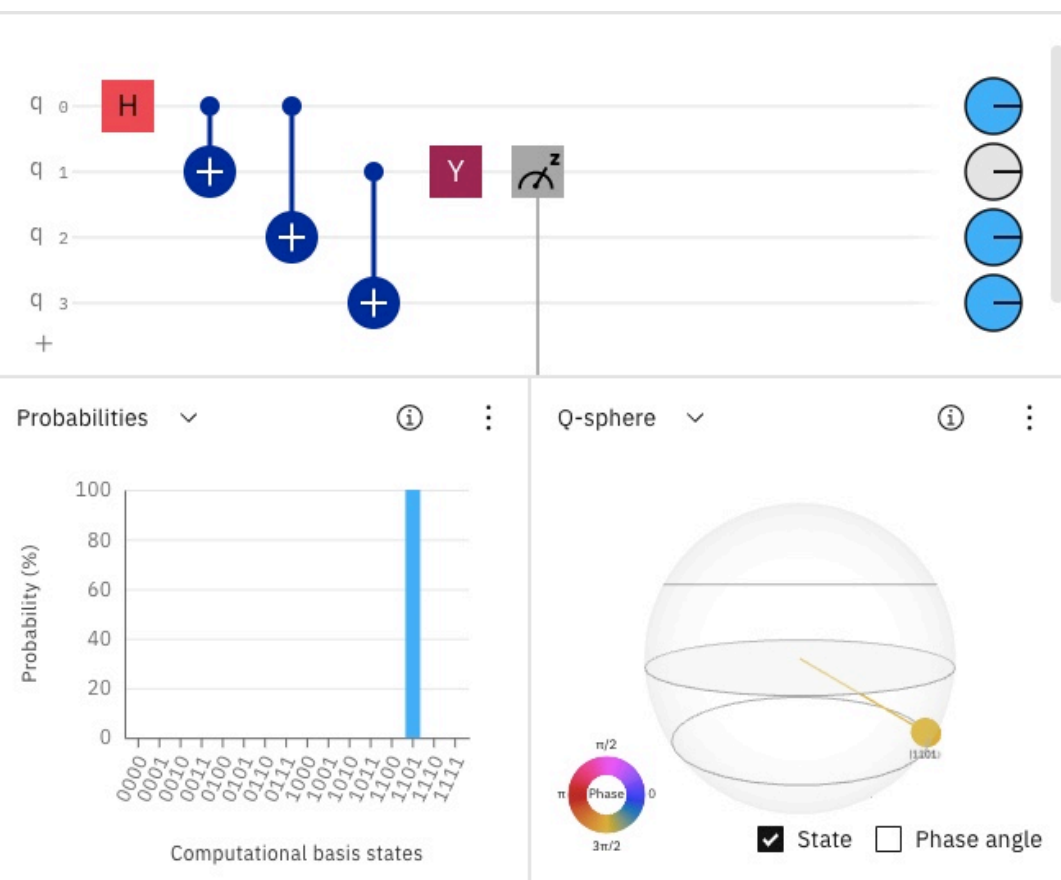 H
z
q 0
q 1
Y
q 2
q 3
+
Probabilities
Q-sphere
Probability (%)
100
80
60
40
20
0
0000 0001 0010 0011 0100 0101 0110 0111 1000 1001 1010 1011 1100 1101 1110 1111
Computational basis states
|1101⟩
π/2
π Phase 0
3π/2
State
Phase angle